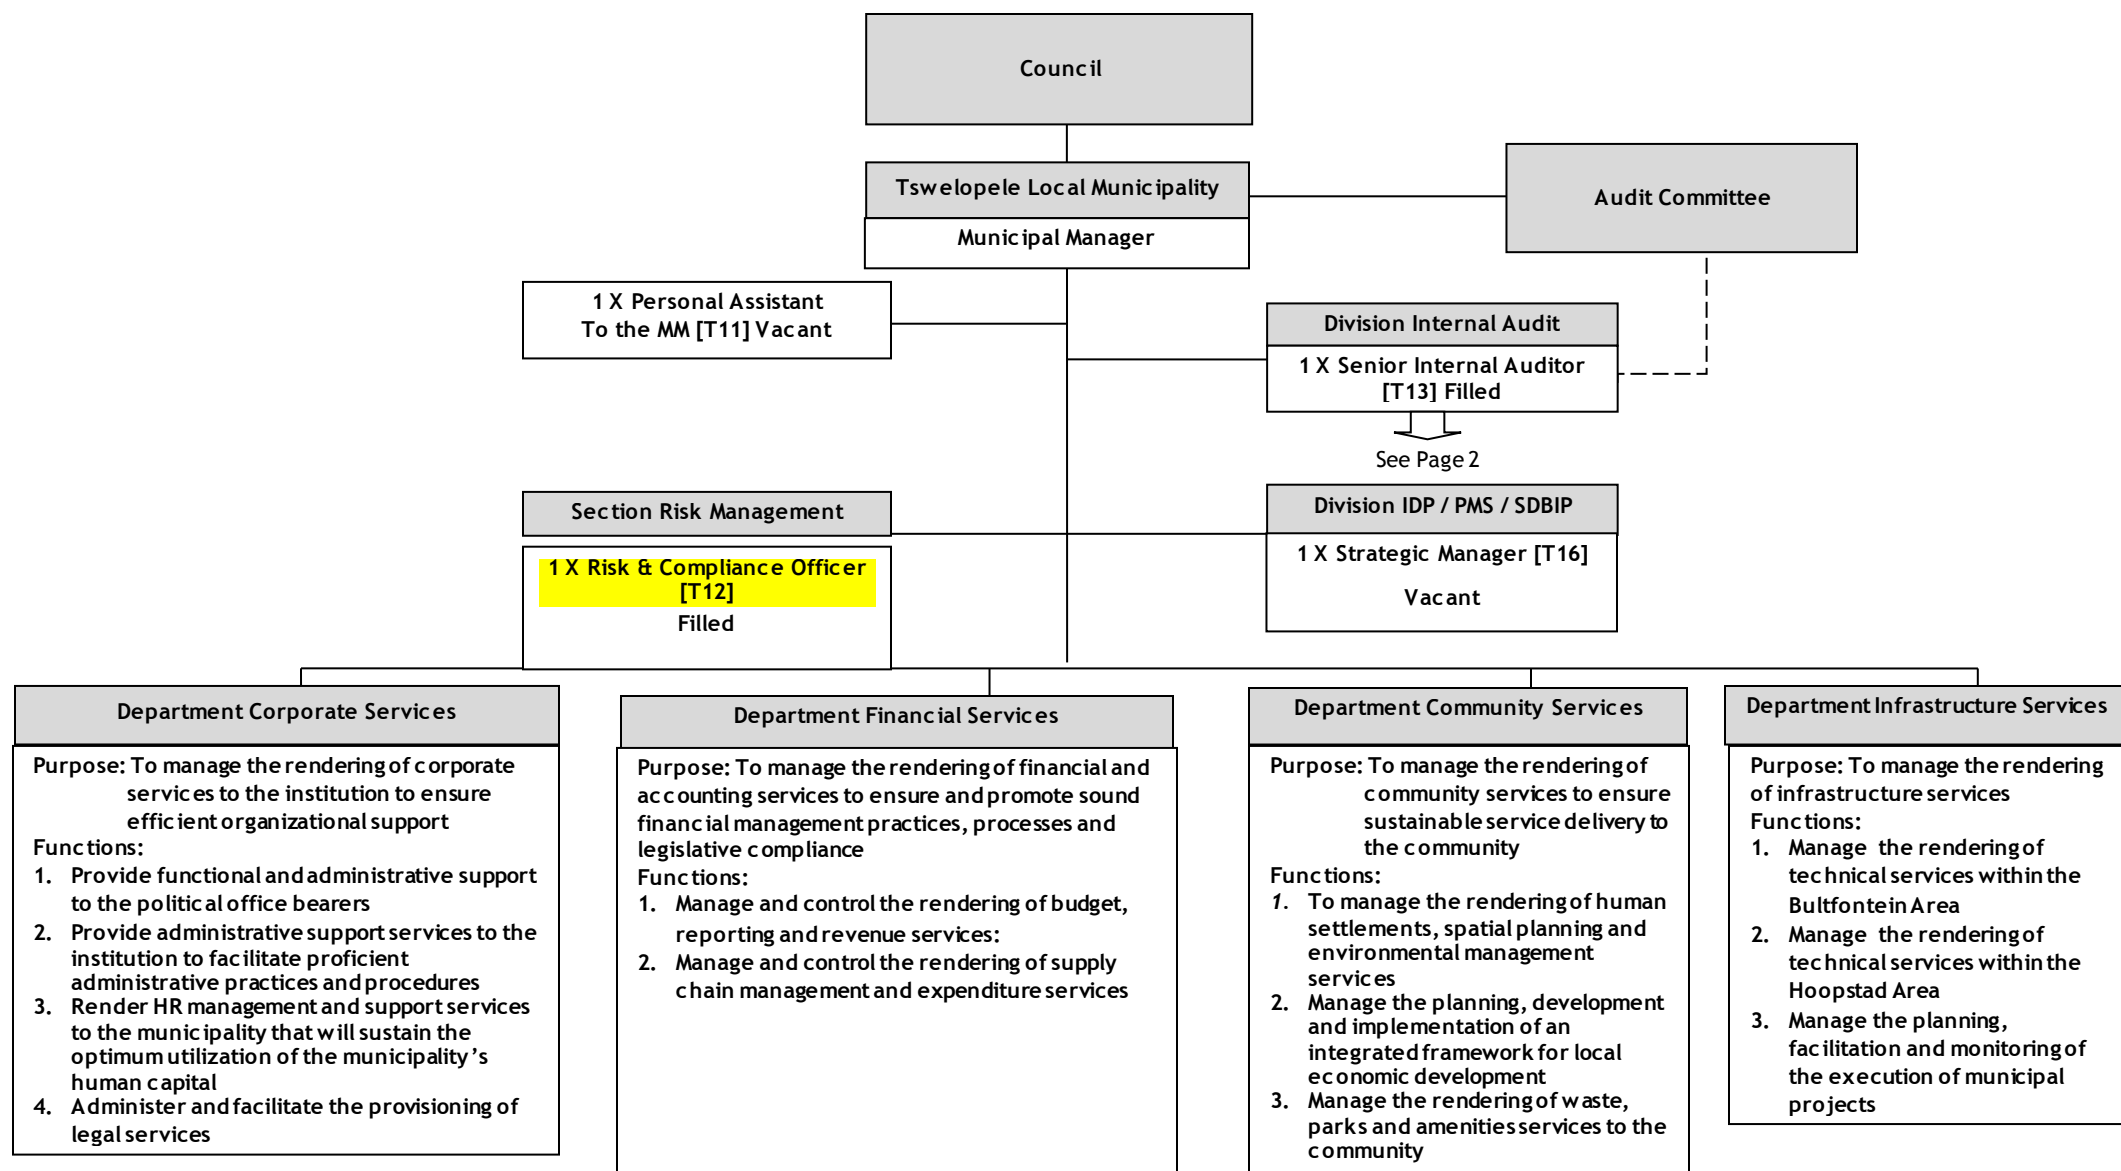 Council
Tswelopele Local Municipality
Municipal Manager
Audit Committee
1 X Personal Assistant
To the MM [T11] Vacant
Division Internal Audit
1 X Senior Internal Auditor
[T13] Filled
See Page 2
Section Risk Management
1 X Risk & Compliance Officer
[T12]
Filled
Division IDP / PMS / SDBIP
1 X Strategic Manager [T16]
Vacant
Department Corporate Services
Purpose: To manage the rendering of corporate
services to the institution to ensure
efficient organizational support
Functions:
1. Provide functional and administrative support
to the political office bearers
2. Provide administrative support services to the
institution to facilitate proficient
administrative practices and procedures
3. Render HR management and support services
to the municipality that will sustain the
optimum utilization of the municipality's
human capital
4. Administer and facilitate the provisioning of
legal services
Department Financial Services
Purpose: To manage the rendering of financial and
accounting services to ensure and promote sound
financial management practices, processes and
legislative compliance
Functions:
1. Manage and control the rendering of budget,
reporting and revenue services:
2. Manage and control the rendering of supply
chain management and expenditure services
Department Community Services
Purpose: To manage the rendering of
community services to ensure
sustainable service delivery to
the community
Functions:
1. To manage the rendering of human
settlements, spatial planning and
environmental management
services
2. Manage the planning, development
and implementation of an
integrated framework for local
economic development
3. Manage the rendering of waste,
parks and amenities services to the
community
Department Infrastructure Services
Purpose: To manage the rendering
of infrastructure services
Functions:
1. Manage the rendering of
technical services within the
Bultfontein Area
2. Manage the rendering of
technical services within the
Hoopstad Area
3. Manage the planning,
facilitation and monitoring of
the execution of municipal
projects